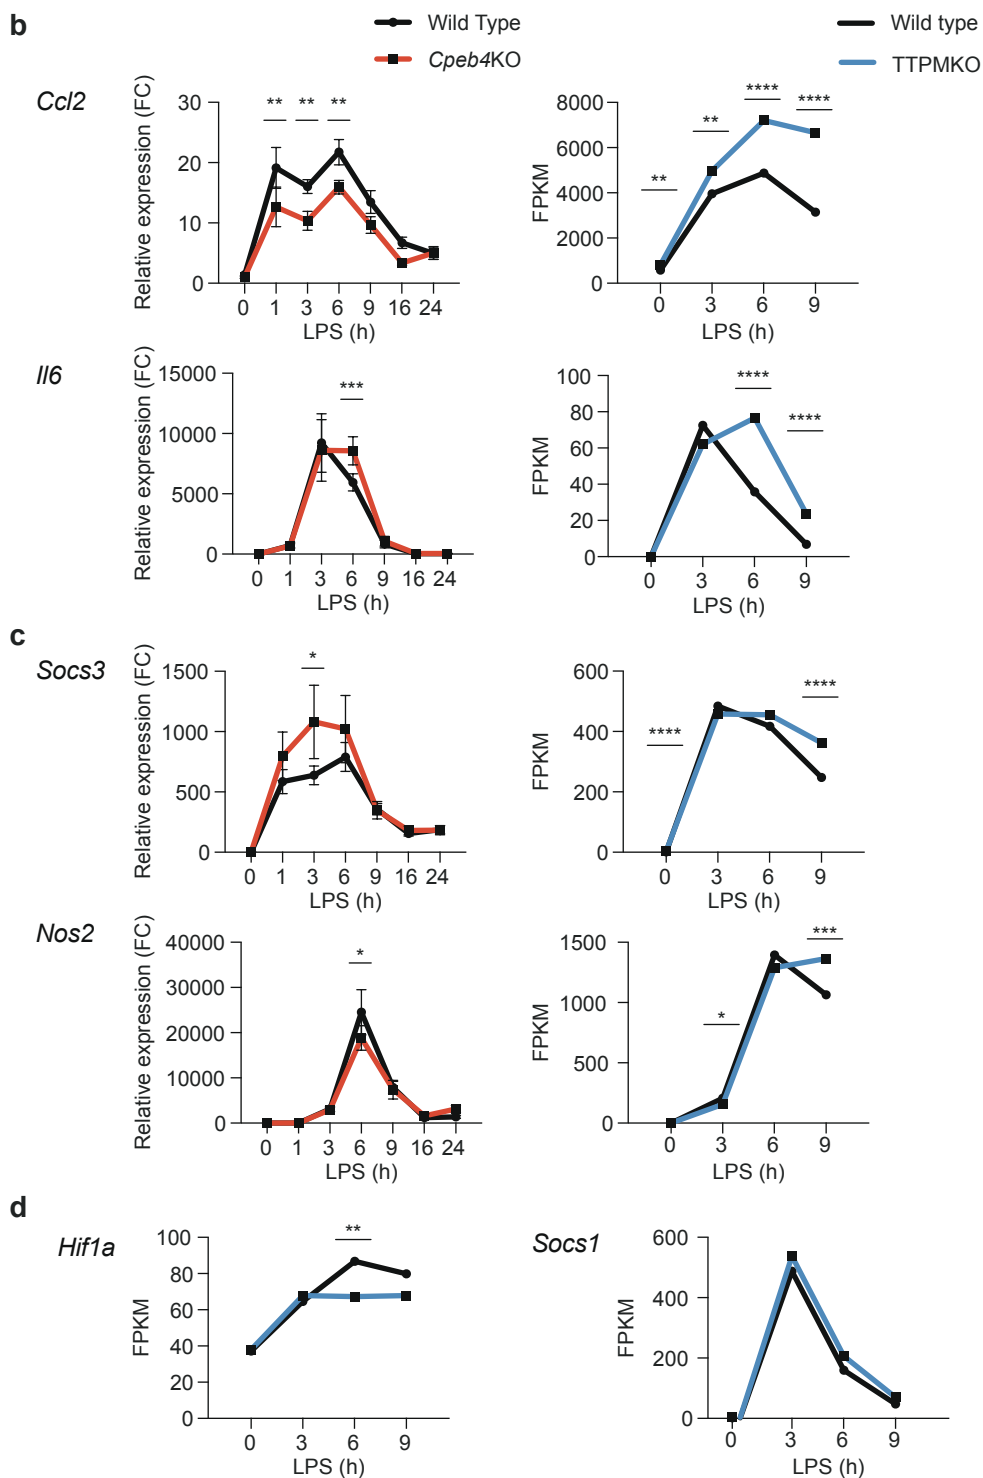 b
Wild Type
Cpeb4KO
Wild type
TTPMKO
Ccl2
Relative expression (FC)
30
20
10
0
** ** **
0 1 3 6 9 16 24
LPS (h)
FPKM
8000
6000
4000
2000
0
** ** **** ****
0 3 6 9
LPS (h)
Il6
Relative expression (FC)
15000
10000
5000
0
***
0 1 3 6 9 16 24
LPS (h)
FPKM
100
80
60
40
20
0
**** ****
0 3 6 9
LPS (h)
c
Socs3
Relative expression (FC)
1500
1000
500
0
*
0 1 3 6 9 16 24
LPS (h)
FPKM
600
400
200
0
**** ****
0 3 6 9
LPS (h)
Nos2
Relative expression (FC)
40000
30000
20000
10000
0
*
0 1 3 6 9 16 24
LPS (h)
FPKM
1500
1000
500
0
* ***
0 3 6 9
LPS (h)
d
Hif1a
FPKM
100
80
60
40
20
0
**
0 3 6 9
LPS (h)
Socs1
FPKM
600
400
200
0
0 3 6 9
LPS (h)